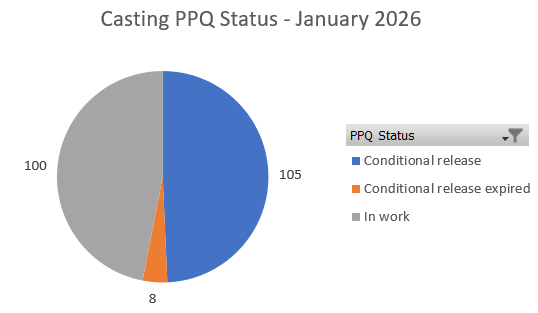 Casting PPQ Status - January 2026
100
105
8
PPQ Status
Conditional release
Conditional release expired
In work